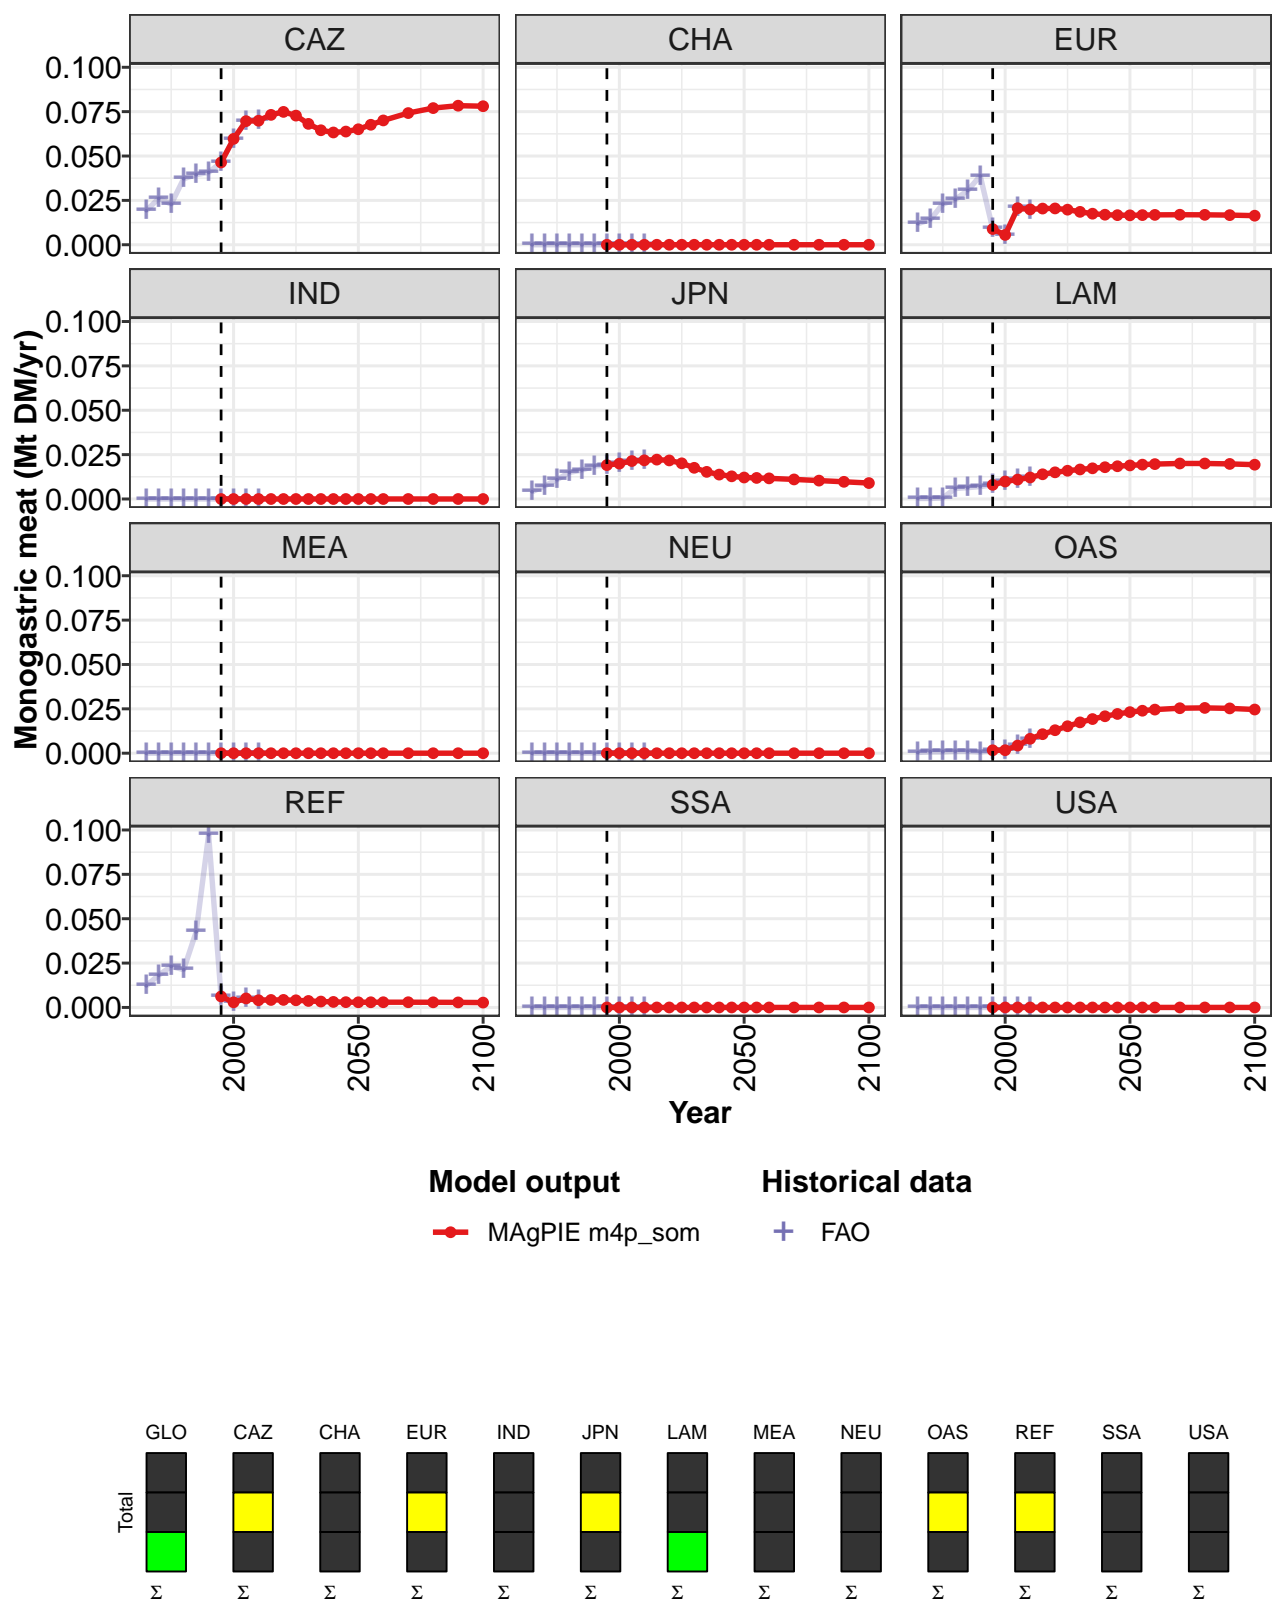 CAZ CHA EUR
0.100
0.075
0.050
0.025
0.000
IND JPN LAM
0.100
0.075
0.050
0.025
0.000
MEA NEU OAS
0.100
0.075
0.050
0.025
0.000
REF SSA USA
0.100
0.075
0.050
0.025
0.000
Monogastric meat (Mt DM/yr)
2000 2050 2100 2000 2050 2100 2000 2050 2100
Year
Model output Historical data
MAgPIE m4p_som FAO
GLO CAZ CHA EUR IND JPN LAM MEA NEU OAS REF SSA USA
Total
Σ Σ Σ Σ Σ Σ Σ Σ Σ Σ Σ Σ Σ